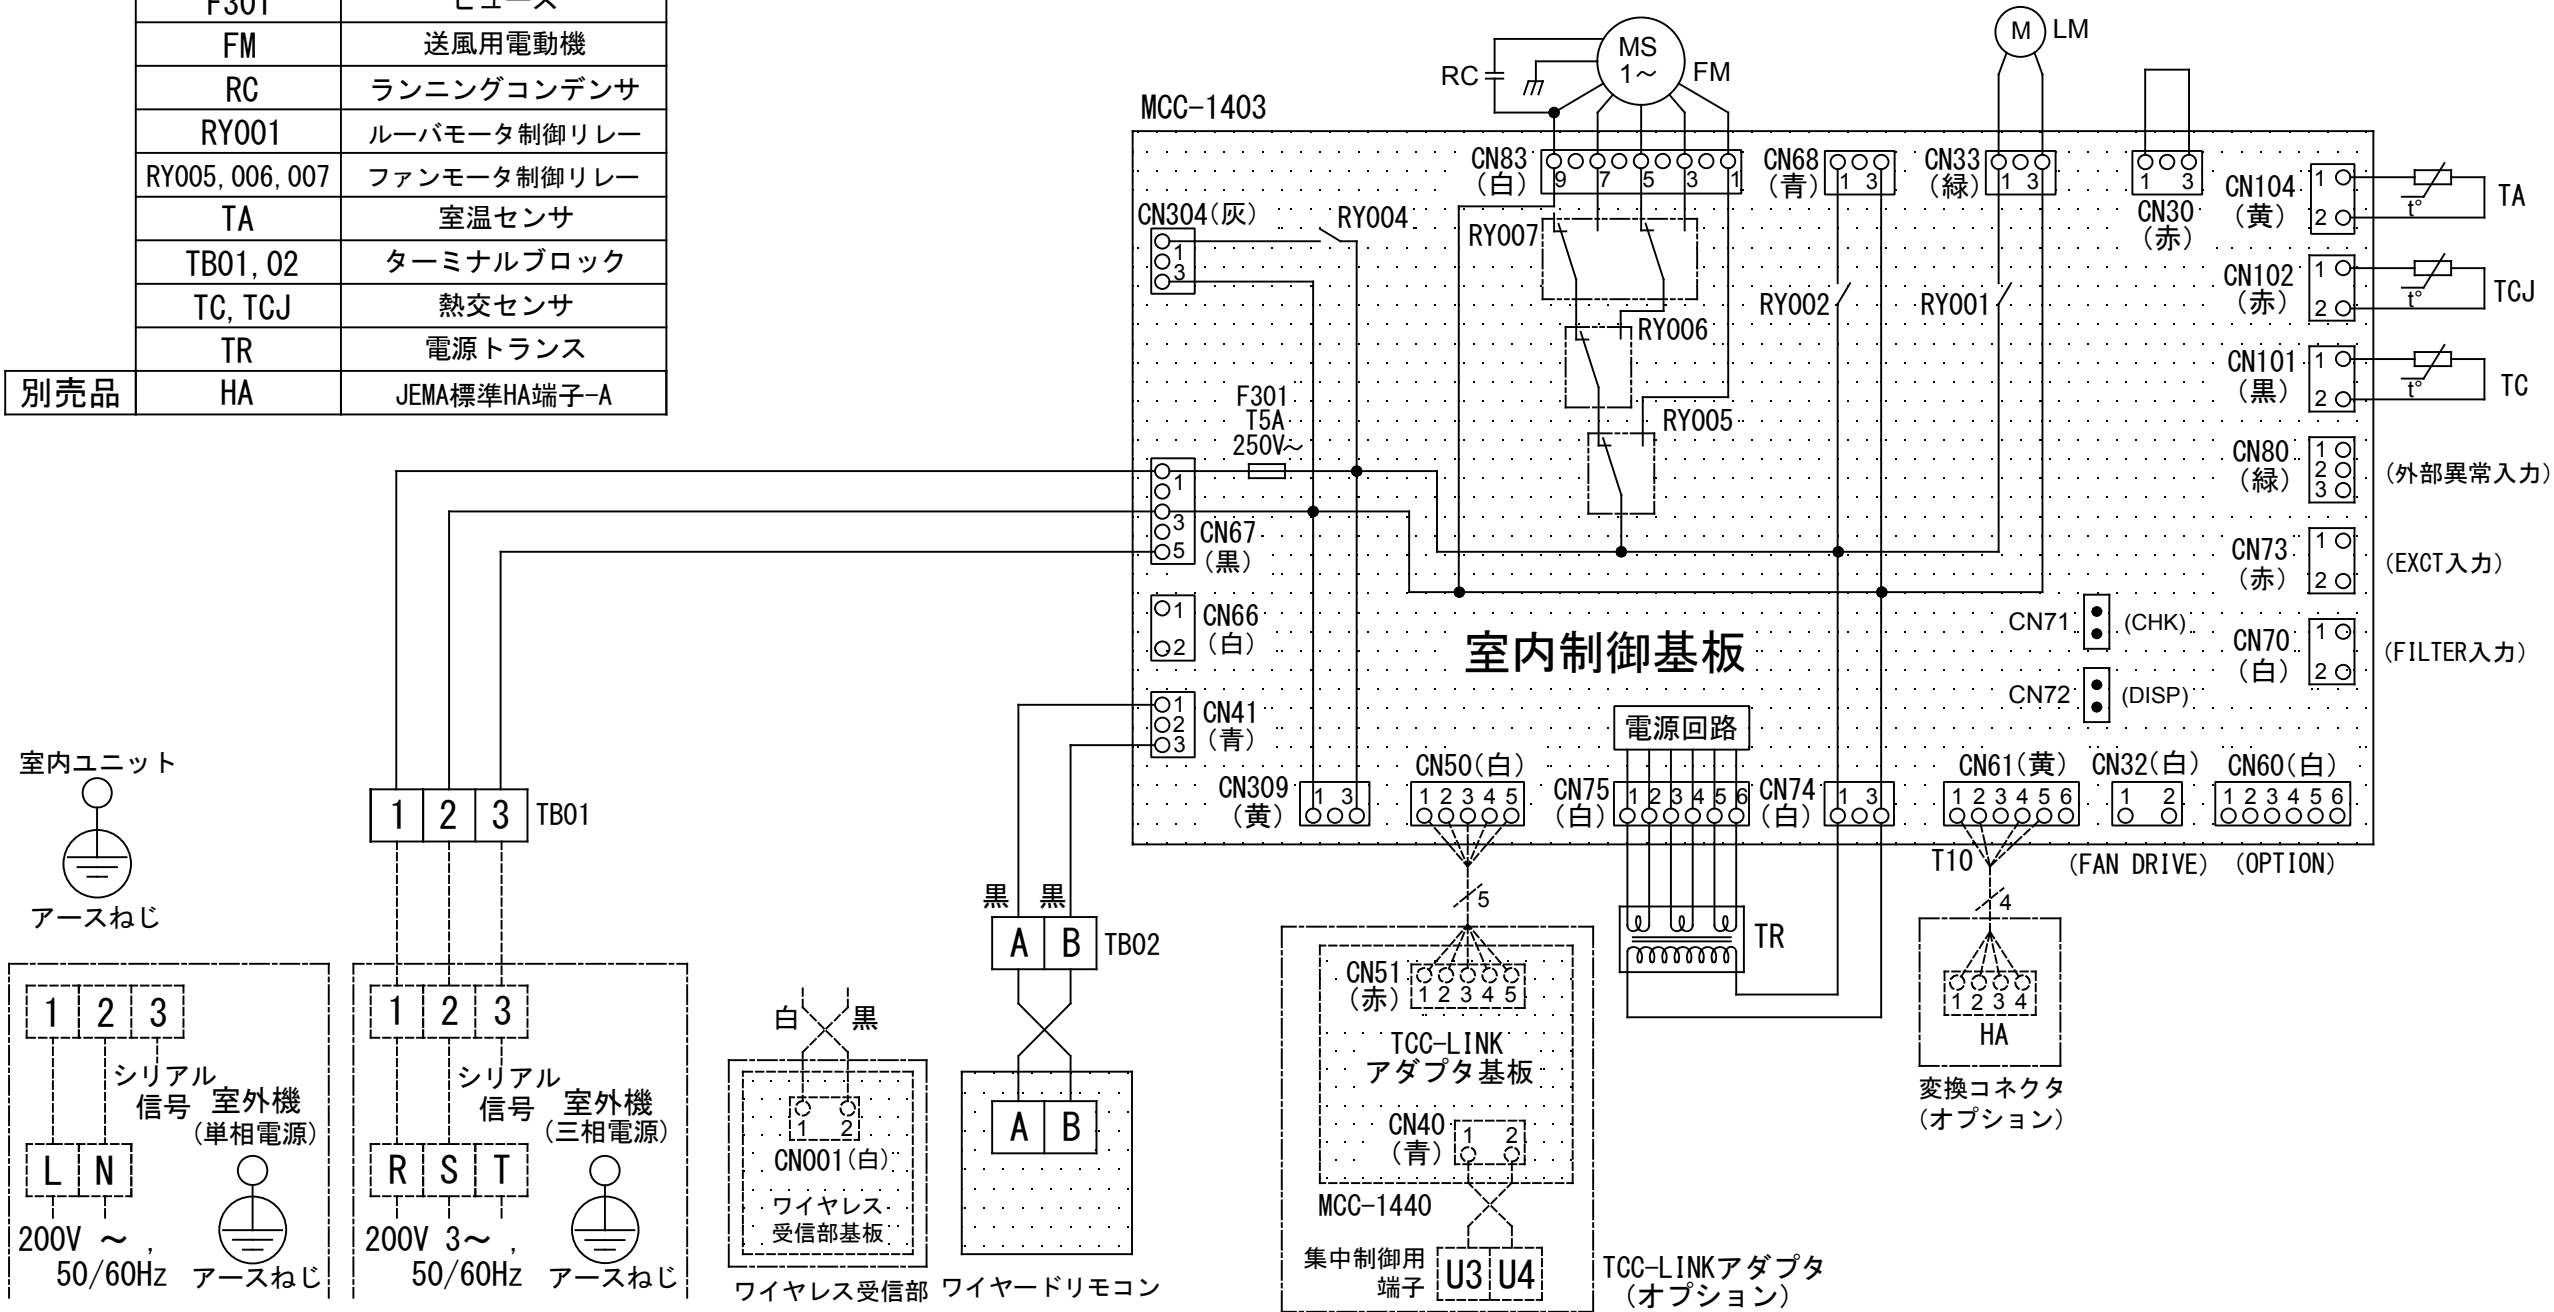 F301 ヒューズ
FM 送風用電動機
RC ランニングコンデンサ
RY001 ルーバモータ制御リレー
RY005,006,007 ファンモータ制御リレー
TA 室温センサ
TB01,02 ターミナルブロック
TC,TCJ 熱交センサ
TR 電源トランス
別売品 HA JEMA標準HA端子-A
MCC-1403
RC
MS
1～
FM
M
LM
CN83
(白)
9 7 5 3 1
CN68
(青)
1 3
CN33
(緑)
1 3
1 3
CN30
(赤)
CN104
(黄)
1
2
t°
TA
CN304(灰)
1
3
RY004
RY007
RY006
RY005
RY002
RY001
CN102
(赤)
1
2
t°
TCJ
CN101
(黒)
1
2
t°
TC
F301
T5A
250V～
CN80
(緑)
1
2
3
(外部異常入力)
1
3
5
CN67
(黒)
CN73
(赤)
1
2
(EXCT入力)
1
2
CN66
(白)
室内制御基板
CN71 (CHK)
CN72 (DISP)
CN70
(白)
1
2
(FILTER入力)
1
2
3
CN41
(青)
電源回路
CN309
(黄)
1 3
CN50(白)
1 2 3 4 5
CN75
(白)
1 2 3 4 5 6
CN74
(白)
1 3
CN61(黄)
1 2 3 4 5 6
CN32(白)
1 2
CN60(白)
1 2 3 4 5 6
T10
(FAN DRIVE)
(OPTION)
室内ユニット
アースねじ
1 2 3 TB01
黒 黒
A B TB02
5
TR
4
1 2 3 4
HA
変換コネクタ
(オプション)
CN51
(赤)
1 2 3 4 5
TCC-LINK
アダプタ基板
CN40
(青)
1 2
MCC-1440
集中制御用
端子
U3 U4
TCC-LINKアダプタ
(オプション)
1 2 3
シリアル
信号
室外機
(単相電源)
L N
200V ～ ,
50/60Hz
アースねじ
1 2 3
シリアル
信号
室外機
(三相電源)
R S T
200V 3～ ,
50/60Hz
アースねじ
白 黒
1 2
CN001(白)
ワイヤレス
受信部基板
ワイヤレス受信部
A B
ワイヤードリモコン